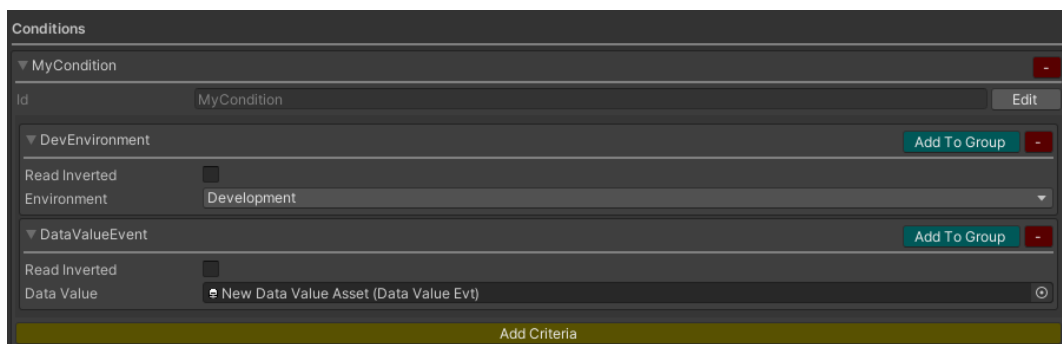 Conditions
MyCondition -
Id MyCondition Edit
DevEnvironment Add To Group -
Read Inverted
Environment Development
DataValueEvent Add To Group -
Read Inverted
Data Value New Data Value Asset (Data Value Evt)
Add Criteria